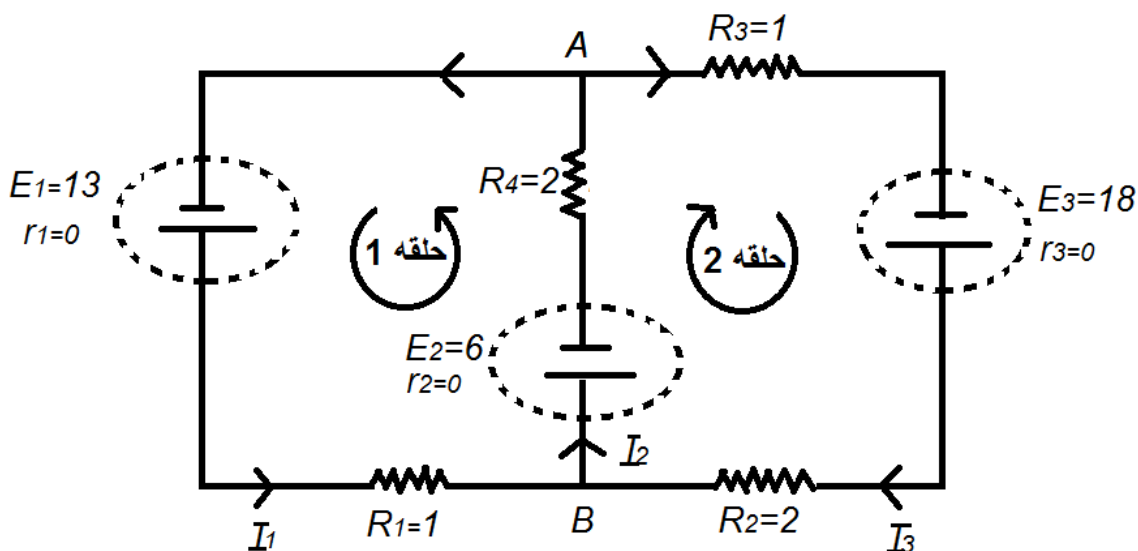 R3=1
A
E1=13
r1=0
R4=2
E3=18
r3=0
حلقه 1
حلقه 2
E2=6
r2=0
I2
I1
R1=1
B
R2=2
I3